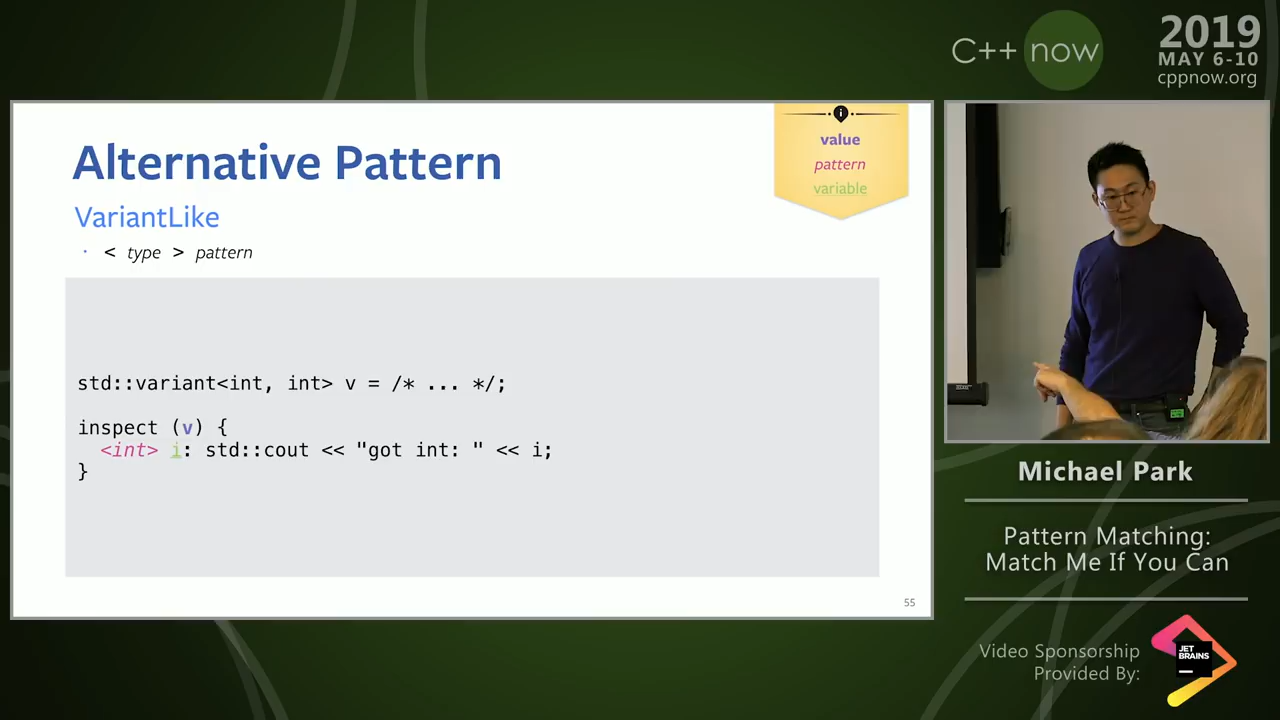 C++ now
2019
MAY 6-10
cppnow.org
Alternative Pattern
value
pattern
variable
VariantLike
· < type > pattern
std::variant<int, int> v = /* ... */;
inspect (v) {
<int> i: std::cout << "got int: " << i;
}
55
Michael Park
Pattern Matching:
Match Me If You Can
Video Sponsorship
Provided By:
JET
BRAINS